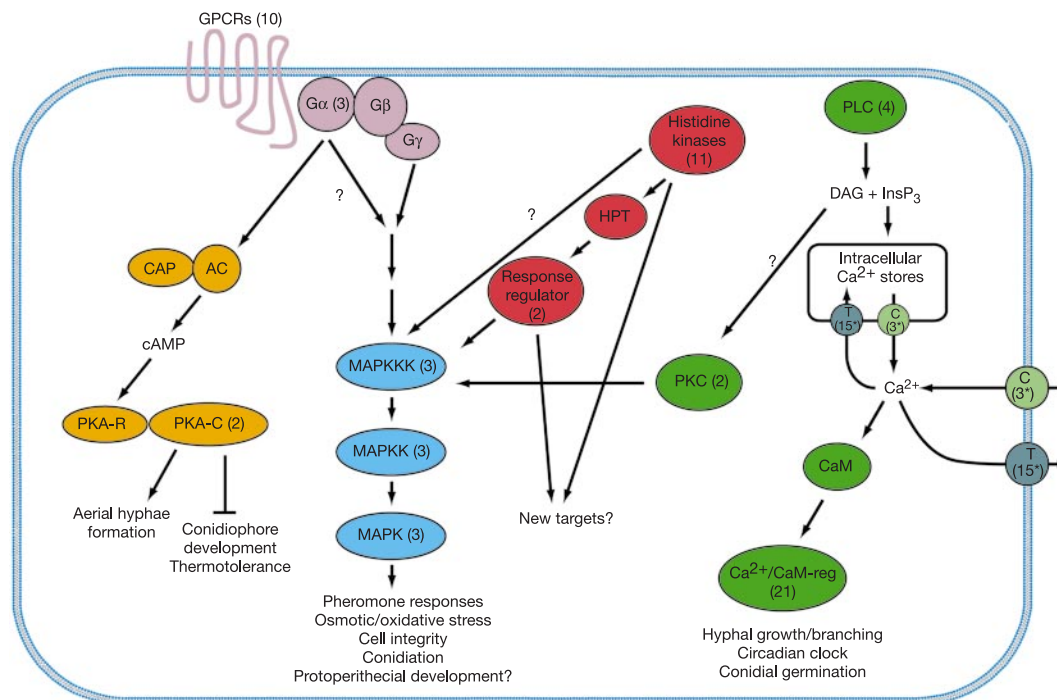 GPCRs (10)
Gα (3)
Gβ
Gγ
?
CAP
AC
cAMP
PKA-R
PKA-C (2)
Aerial hyphae
formation
Conidiophore
development
Thermotolerance
Histidine
kinases
(11)
HPT
?
Response
regulator
(2)
MAPKKK (3)
MAPKK (3)
MAPK (3)
Pheromone responses
Osmotic/oxidative stress
Cell integrity
Conidiation
Protoperithecial development?
New targets?
PLC (4)
DAG + InsP₃
?
Intracellular
Ca²⁺ stores
T
(15*)
C
(3*)
PKC (2)
Ca²⁺
C
(3*)
T
(15*)
CaM
Ca²⁺/CaM-reg
(21)
Hyphal growth/branching
Circadian clock
Conidial germination